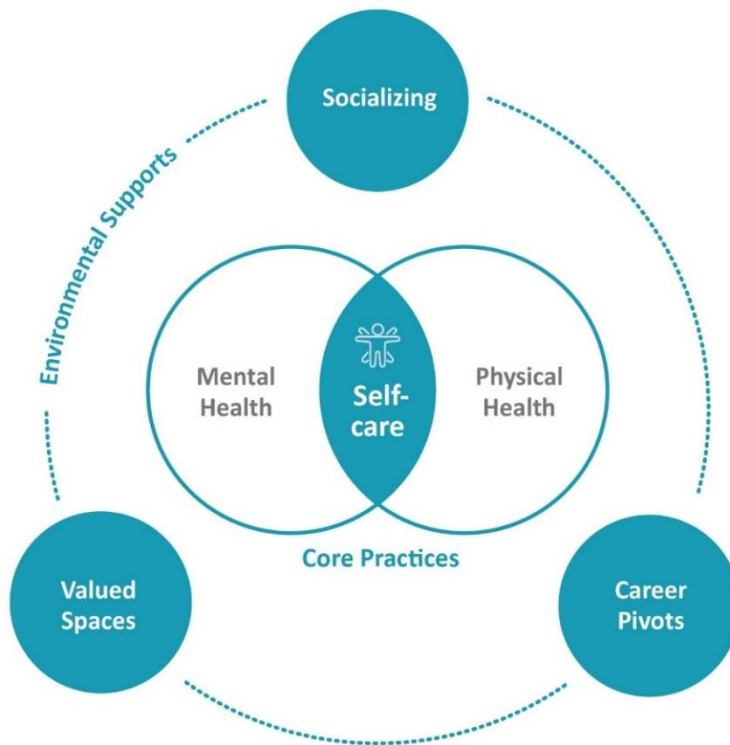 Socializing
Environmental Supports
Mental
Health
Self-
care
Physical
Health
Core Practices
Valued
Spaces
Career
Pivots